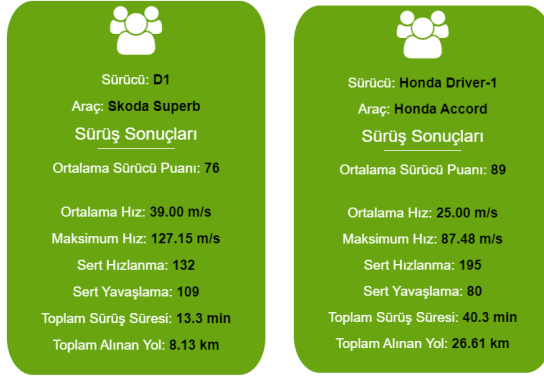 Sürücü: D1
Araç: Skoda Superb
Sürüş Sonuçları
Ortalama Sürücü Puanı: 76
Ortalama Hız: 39.00 m/s
Maksimum Hız: 127.15 m/s
Sert Hızlanma: 132
Sert Yavaşlama: 109
Toplam Sürüş Süresi: 13.3 min
Toplam Alınan Yol: 8.13 km
Sürücü: Honda Driver-1
Araç: Honda Accord
Sürüş Sonuçları
Ortalama Sürücü Puanı: 89
Ortalama Hız: 25.00 m/s
Maksimum Hız: 87.48 m/s
Sert Hızlanma: 195
Sert Yavaşlama: 80
Toplam Sürüş Süresi: 40.3 min
Toplam Alınan Yol: 26.61 km